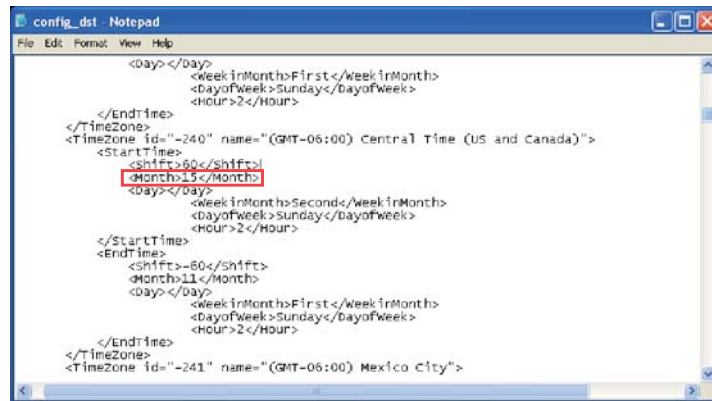 config_dst - Notepad
File Edit Format View Help
<Day></Day>
<WeekinMonth>First</WeekinMonth>
<DayofWeek>Sunday</DayofWeek>
<Hour>2</Hour>
</EndTime>
</TimeZone>
<TimeZone id="-240" name="(GMT-06:00) Central Time (US and Canada)">
<StartTime>
<Shift>60</Shift>
<Month>15</Month>
<Day></Day>
<WeekinMonth>Second</WeekinMonth>
<DayofWeek>Sunday</DayofWeek>
<Hour>2</Hour>
</StartTime>
<EndTime>
<Shift>-60</Shift>
<Month>11</Month>
<Day></Day>
<WeekinMonth>First</WeekinMonth>
<DayofWeek>Sunday</DayofWeek>
<Hour>2</Hour>
</EndTime>
</TimeZone>
<TimeZone id="-241" name="(GMT-06:00) Mexico City">